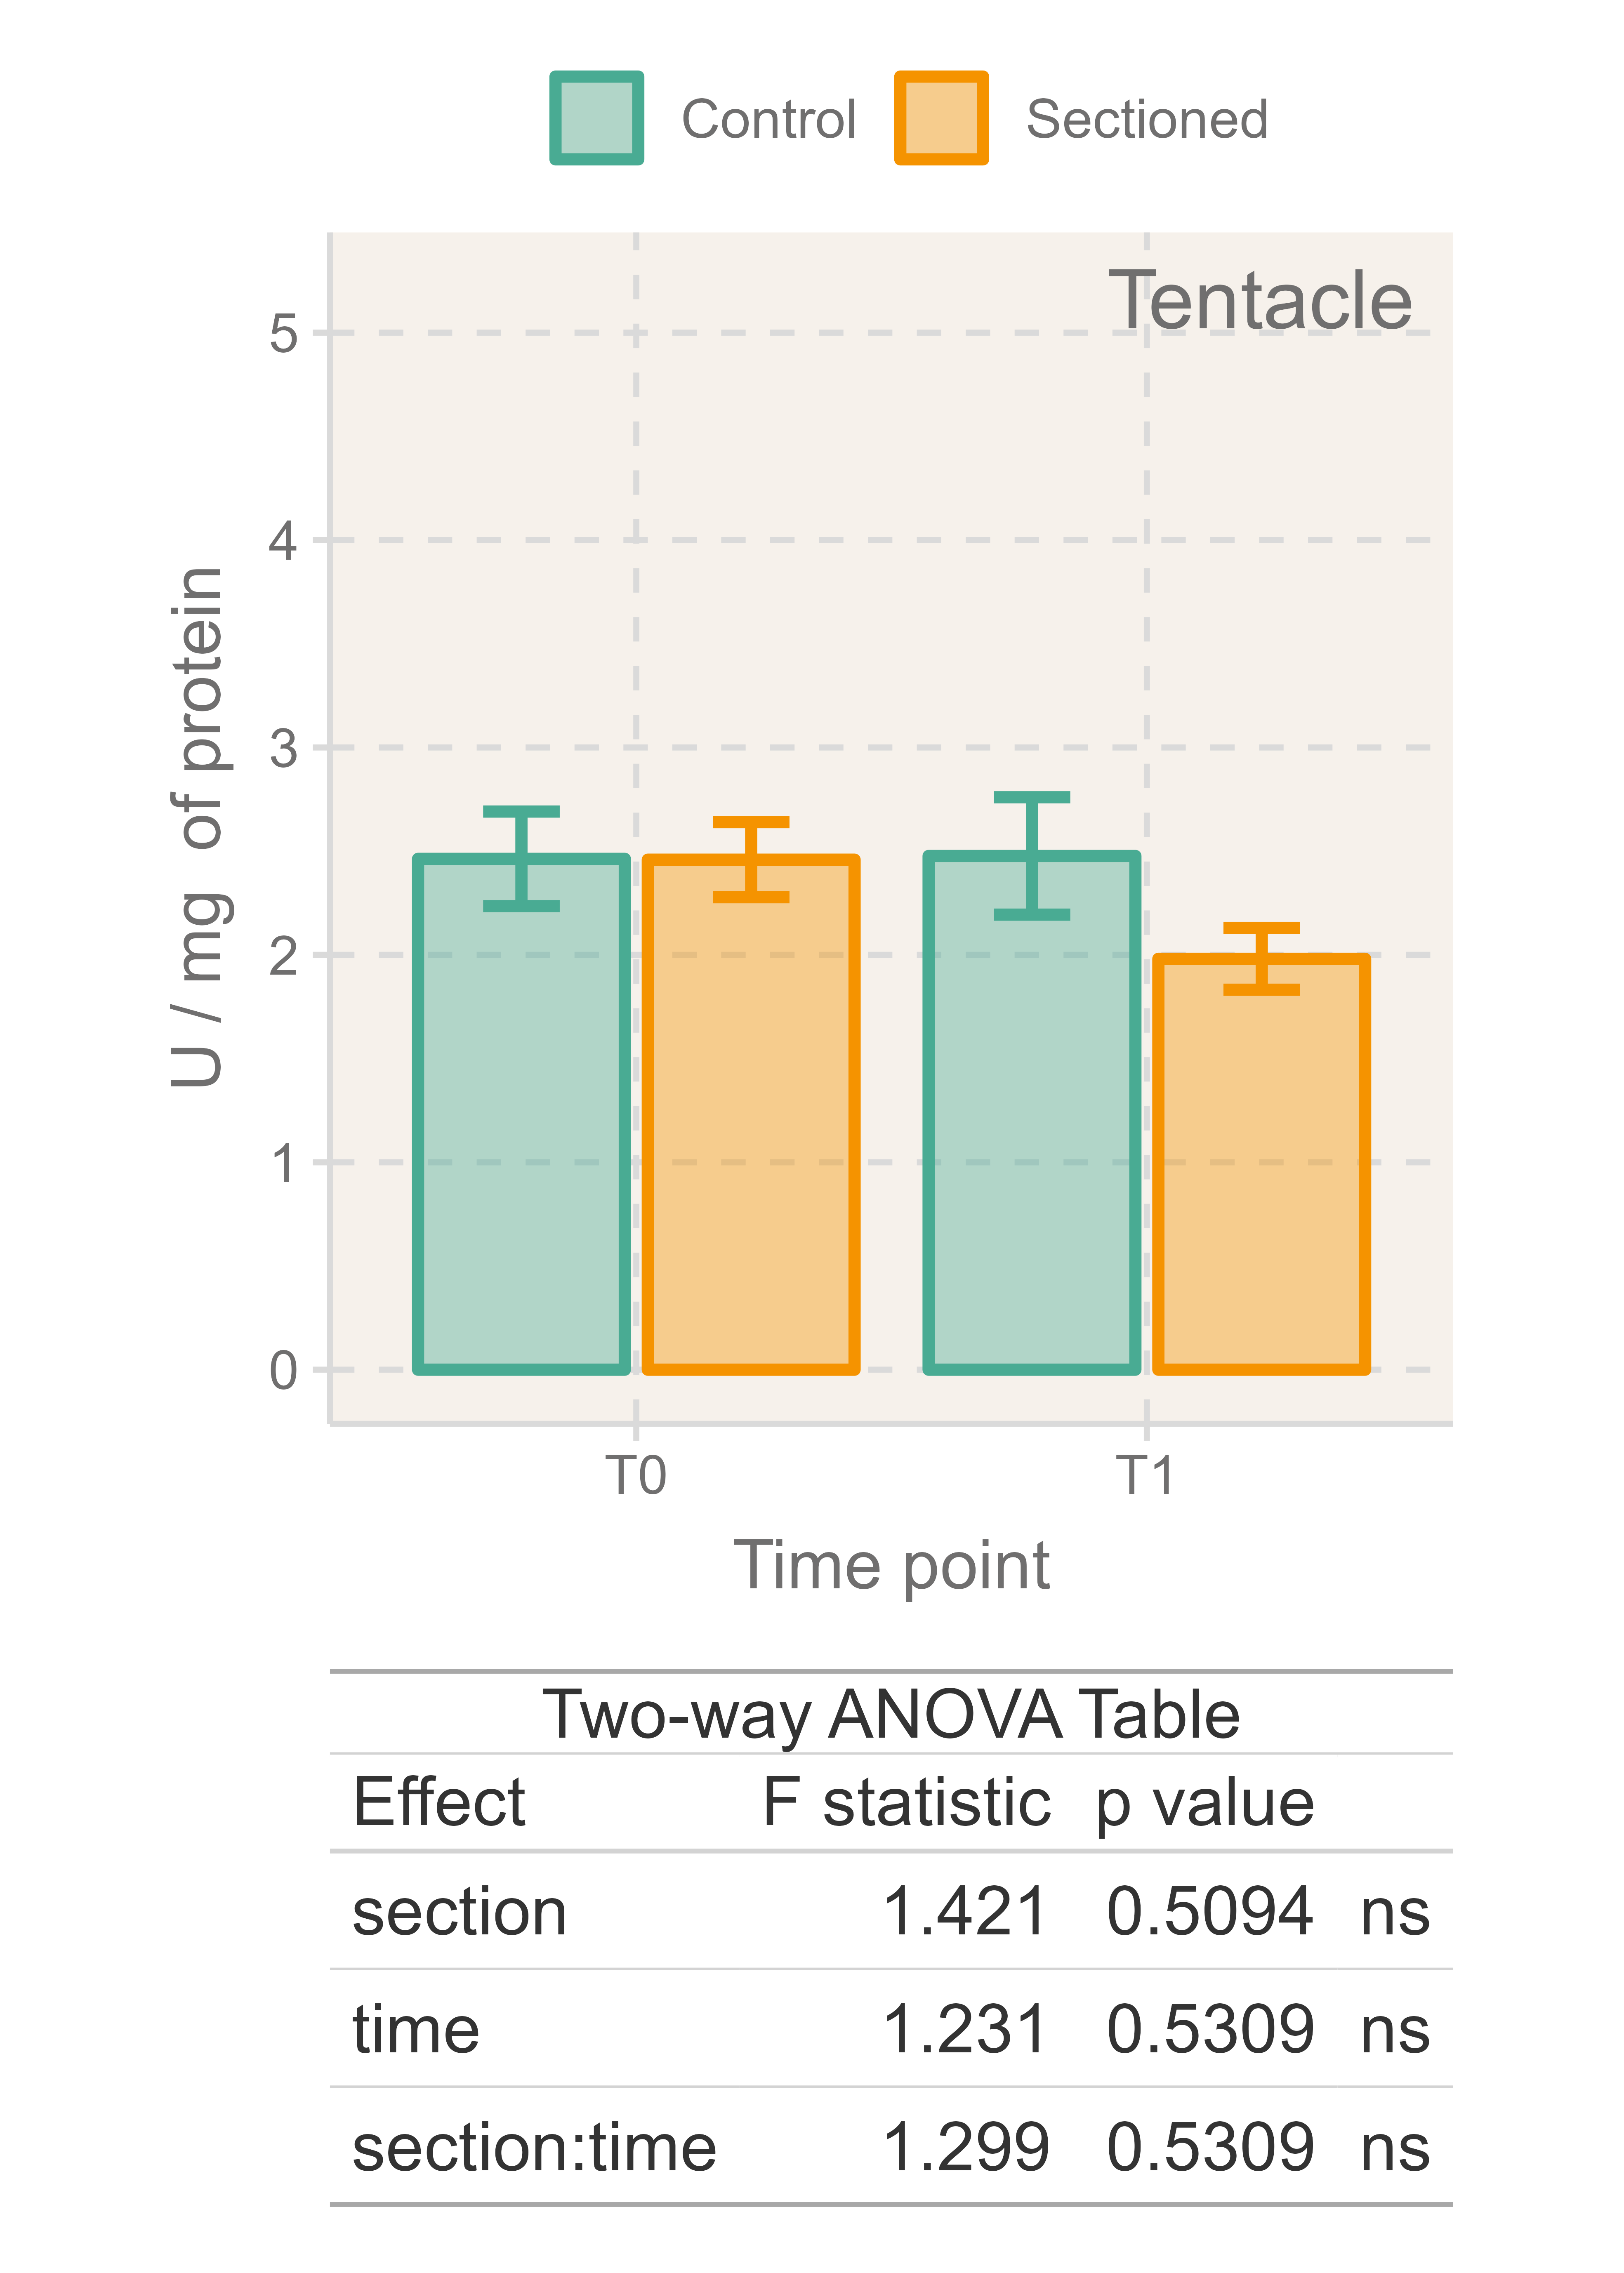 Control Sectioned
Tentacle
5
4
3
2
1
0
U / mg of protein
T0 T1
Time point
Two-way ANOVA Table
Effect F statistic p value
section 1.421 0.5094 ns
time 1.231 0.5309 ns
section:time 1.299 0.5309 ns